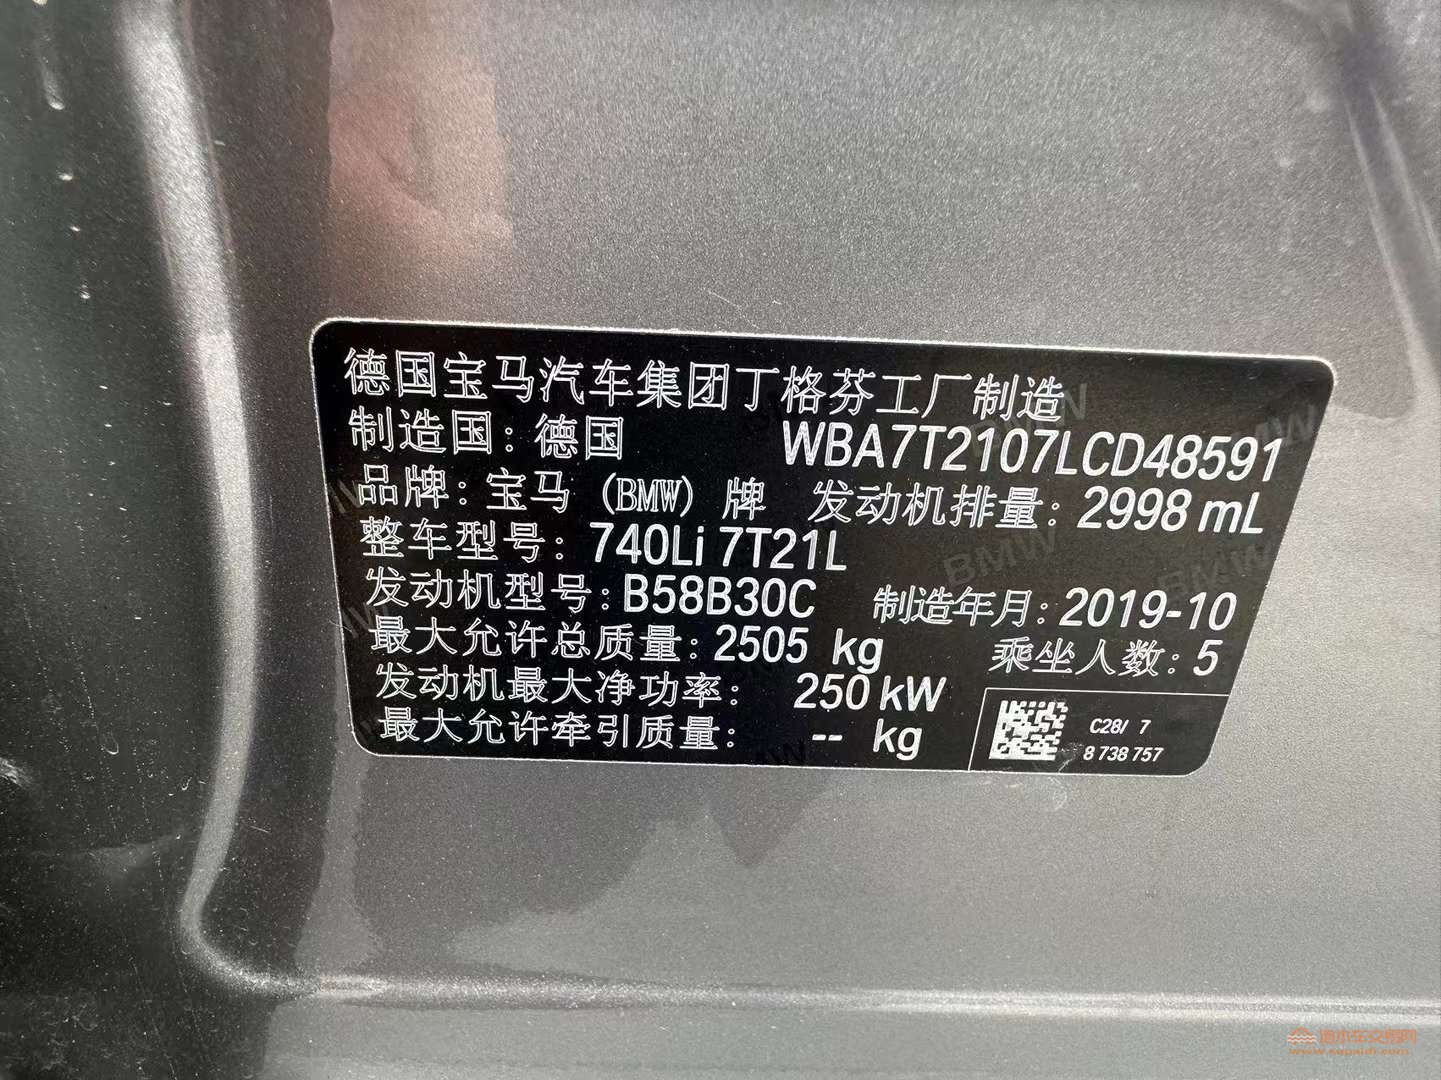 德国宝马汽车集团丁格芬工厂制造
制造国：德国 WBA7T2107LCD48591
品牌：宝马（BMW）牌 发动机排量：2998 mL
整车型号：740Li 7T21L
发动机型号：B58B30C 制造年月：2019-10
最大允许总质量：2505 kg 乘坐人数：5
发动机最大净功率：250 kW
最大允许牵引质量：-- kg
C28/ 7
8 738 757